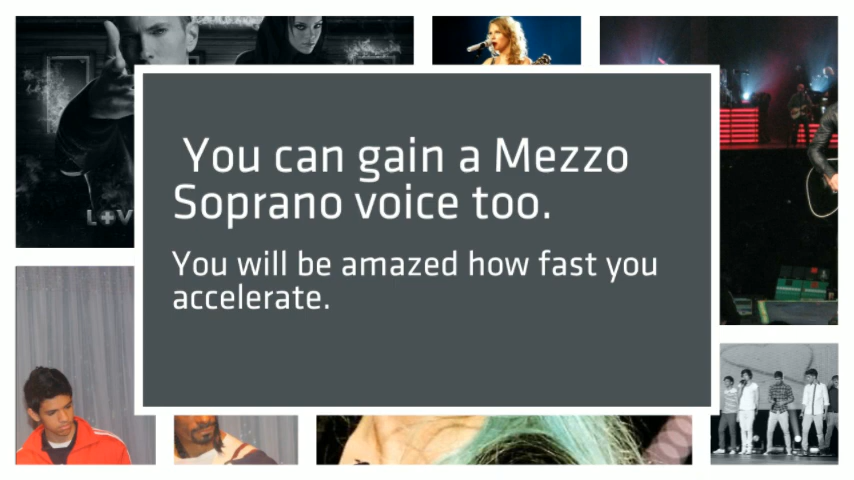 You can gain a Mezzo
Soprano voice too.
You will be amazed how fast you
accelerate.
L+V